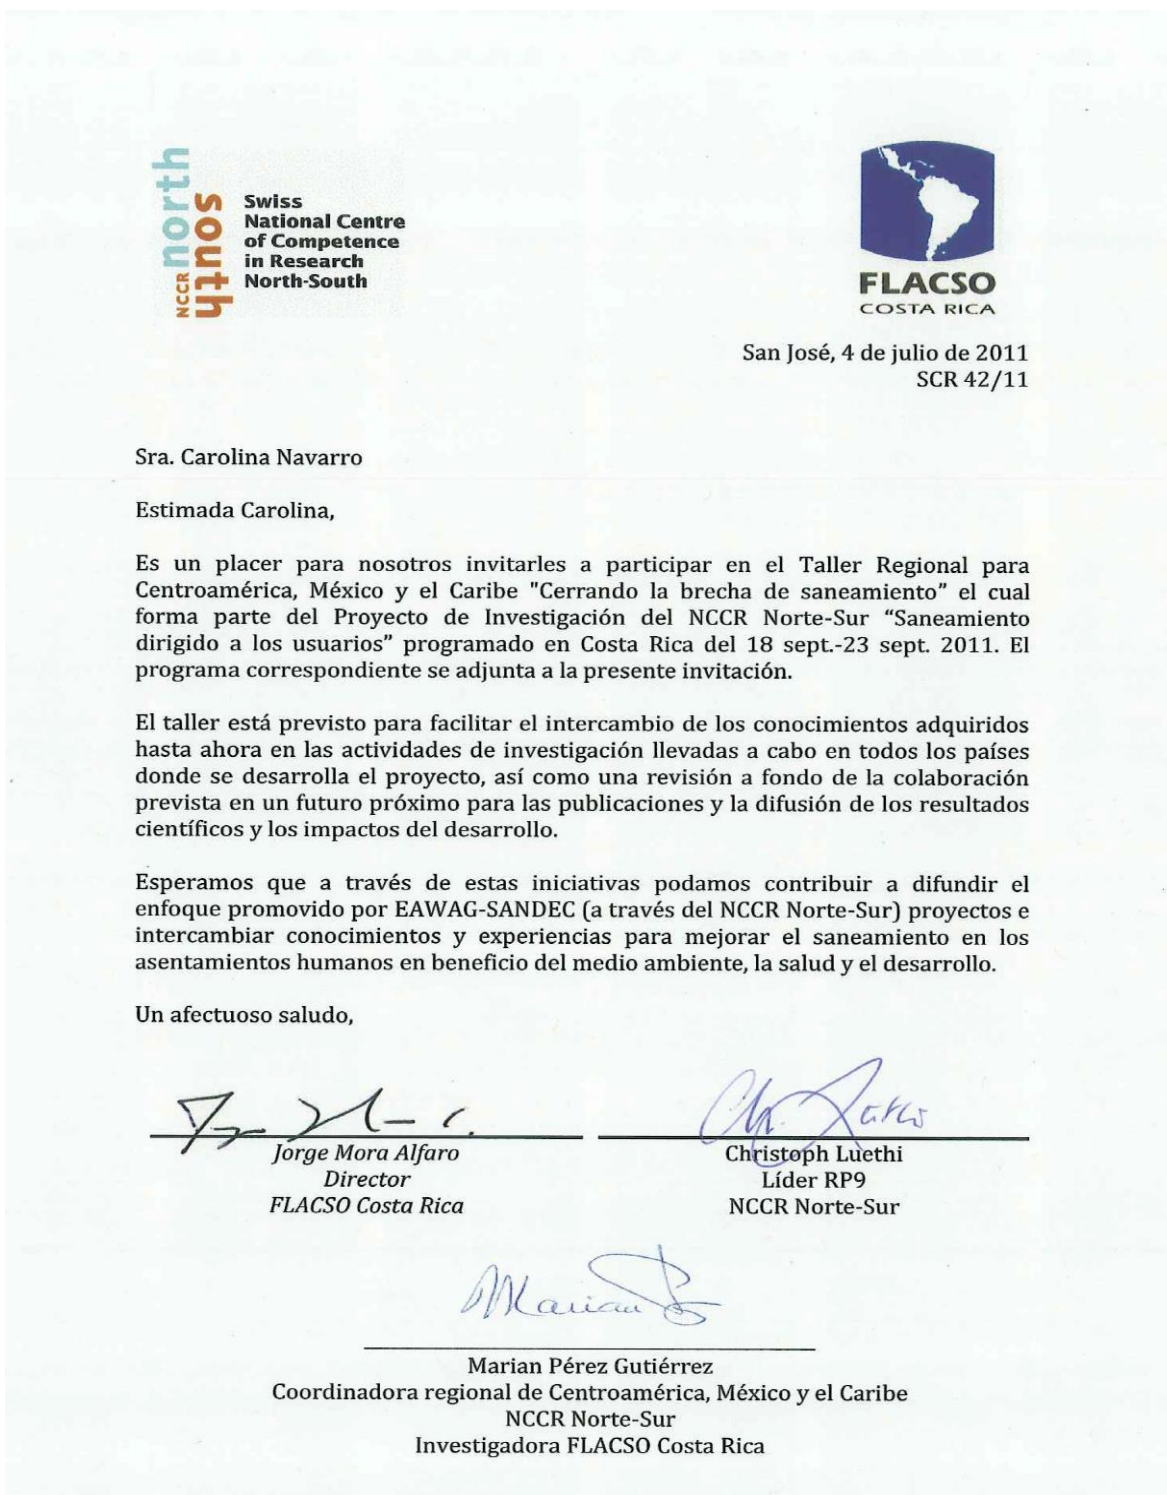 NCCR north
south
Swiss
National Centre
of Competence
in Research
North-South
FLACSO
COSTA RICA
San José, 4 de julio de 2011
SCR 42/11
Sra. Carolina Navarro
Estimada Carolina,
Es un placer para nosotros invitarles a participar en el Taller Regional para
Centroamérica, México y el Caribe "Cerrando la brecha de saneamiento” el cual
forma parte del Proyecto de Investigación del NCCR Norte-Sur “Saneamiento
dirigido a los usuarios” programado en Costa Rica del 18 sept.-23 sept. 2011. El
programa correspondiente se adjunta a la presente invitación.
El taller está previsto para facilitar el intercambio de los conocimientos adquiridos
hasta ahora en las actividades de investigación llevadas a cabo en todos los países
donde se desarrolla el proyecto, así como una revisión a fondo de la colaboración
prevista en un futuro próximo para las publicaciones y la difusión de los resultados
científicos y los impactos del desarrollo.
Esperamos que a través de estas iniciativas podamos contribuir a difundir el
enfoque promovido por EAWAG-SANDEC (a través del NCCR Norte-Sur) proyectos e
intercambiar conocimientos y experiencias para mejorar el saneamiento en los
asentamientos humanos en beneficio del medio ambiente, la salud y el desarrollo.
Un afectuoso saludo,
Jorge Mora Alfaro
Director
FLACSO Costa Rica
Christoph Luethi
Líder RP9
NCCR Norte-Sur
Marian
Marian Pérez Gutiérrez
Coordinadora regional de Centroamérica, México y el Caribe
NCCR Norte-Sur
Investigadora FLACSO Costa Rica